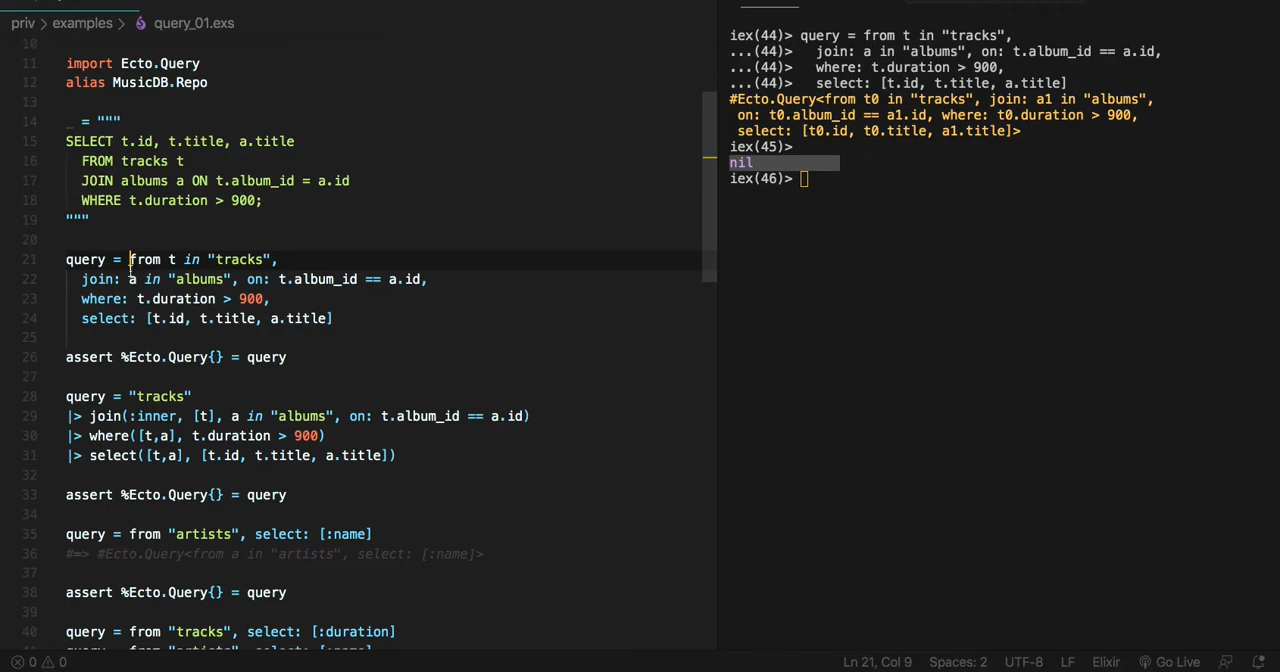 priv > examples > query_01.exs
10
11 import Ecto.Query
12 alias MusicDB.Repo
13
14 _ = """
15 SELECT t.id, t.title, a.title
16   FROM tracks t
17   JOIN albums a ON t.album_id = a.id
18   WHERE t.duration > 900;
19 """
20
21 query = from t in "tracks",
22   join: a in "albums", on: t.album_id == a.id,
23   where: t.duration > 900,
24   select: [t.id, t.title, a.title]
25
26 assert %Ecto.Query{} = query
27
28 query = "tracks"
29 |> join(:inner, [t], a in "albums", on: t.album_id == a.id)
30 |> where([t,a], t.duration > 900)
31 |> select([t,a], [t.id, t.title, a.title])
32
33 assert %Ecto.Query{} = query
34
35 query = from "artists", select: [:name]
36 #=> #Ecto.Query<from a in "artists", select: [:name]>
37
38 assert %Ecto.Query{} = query
39
40 query = from "tracks", select: [:duration]
iex(44)> query = from t in "tracks",
...(44)>   join: a in "albums", on: t.album_id == a.id,
...(44)>   where: t.duration > 900,
...(44)>   select: [t.id, t.title, a.title]
#Ecto.Query<from t0 in "tracks", join: a1 in "albums",
 on: t0.album_id == a1.id, where: t0.duration > 900,
 select: [t0.id, t0.title, a1.title]>
iex(45)>
nil
iex(46)>
0 0 Ln 21, Col 9 Spaces: 2 UTF-8 LF Elixir Go Live